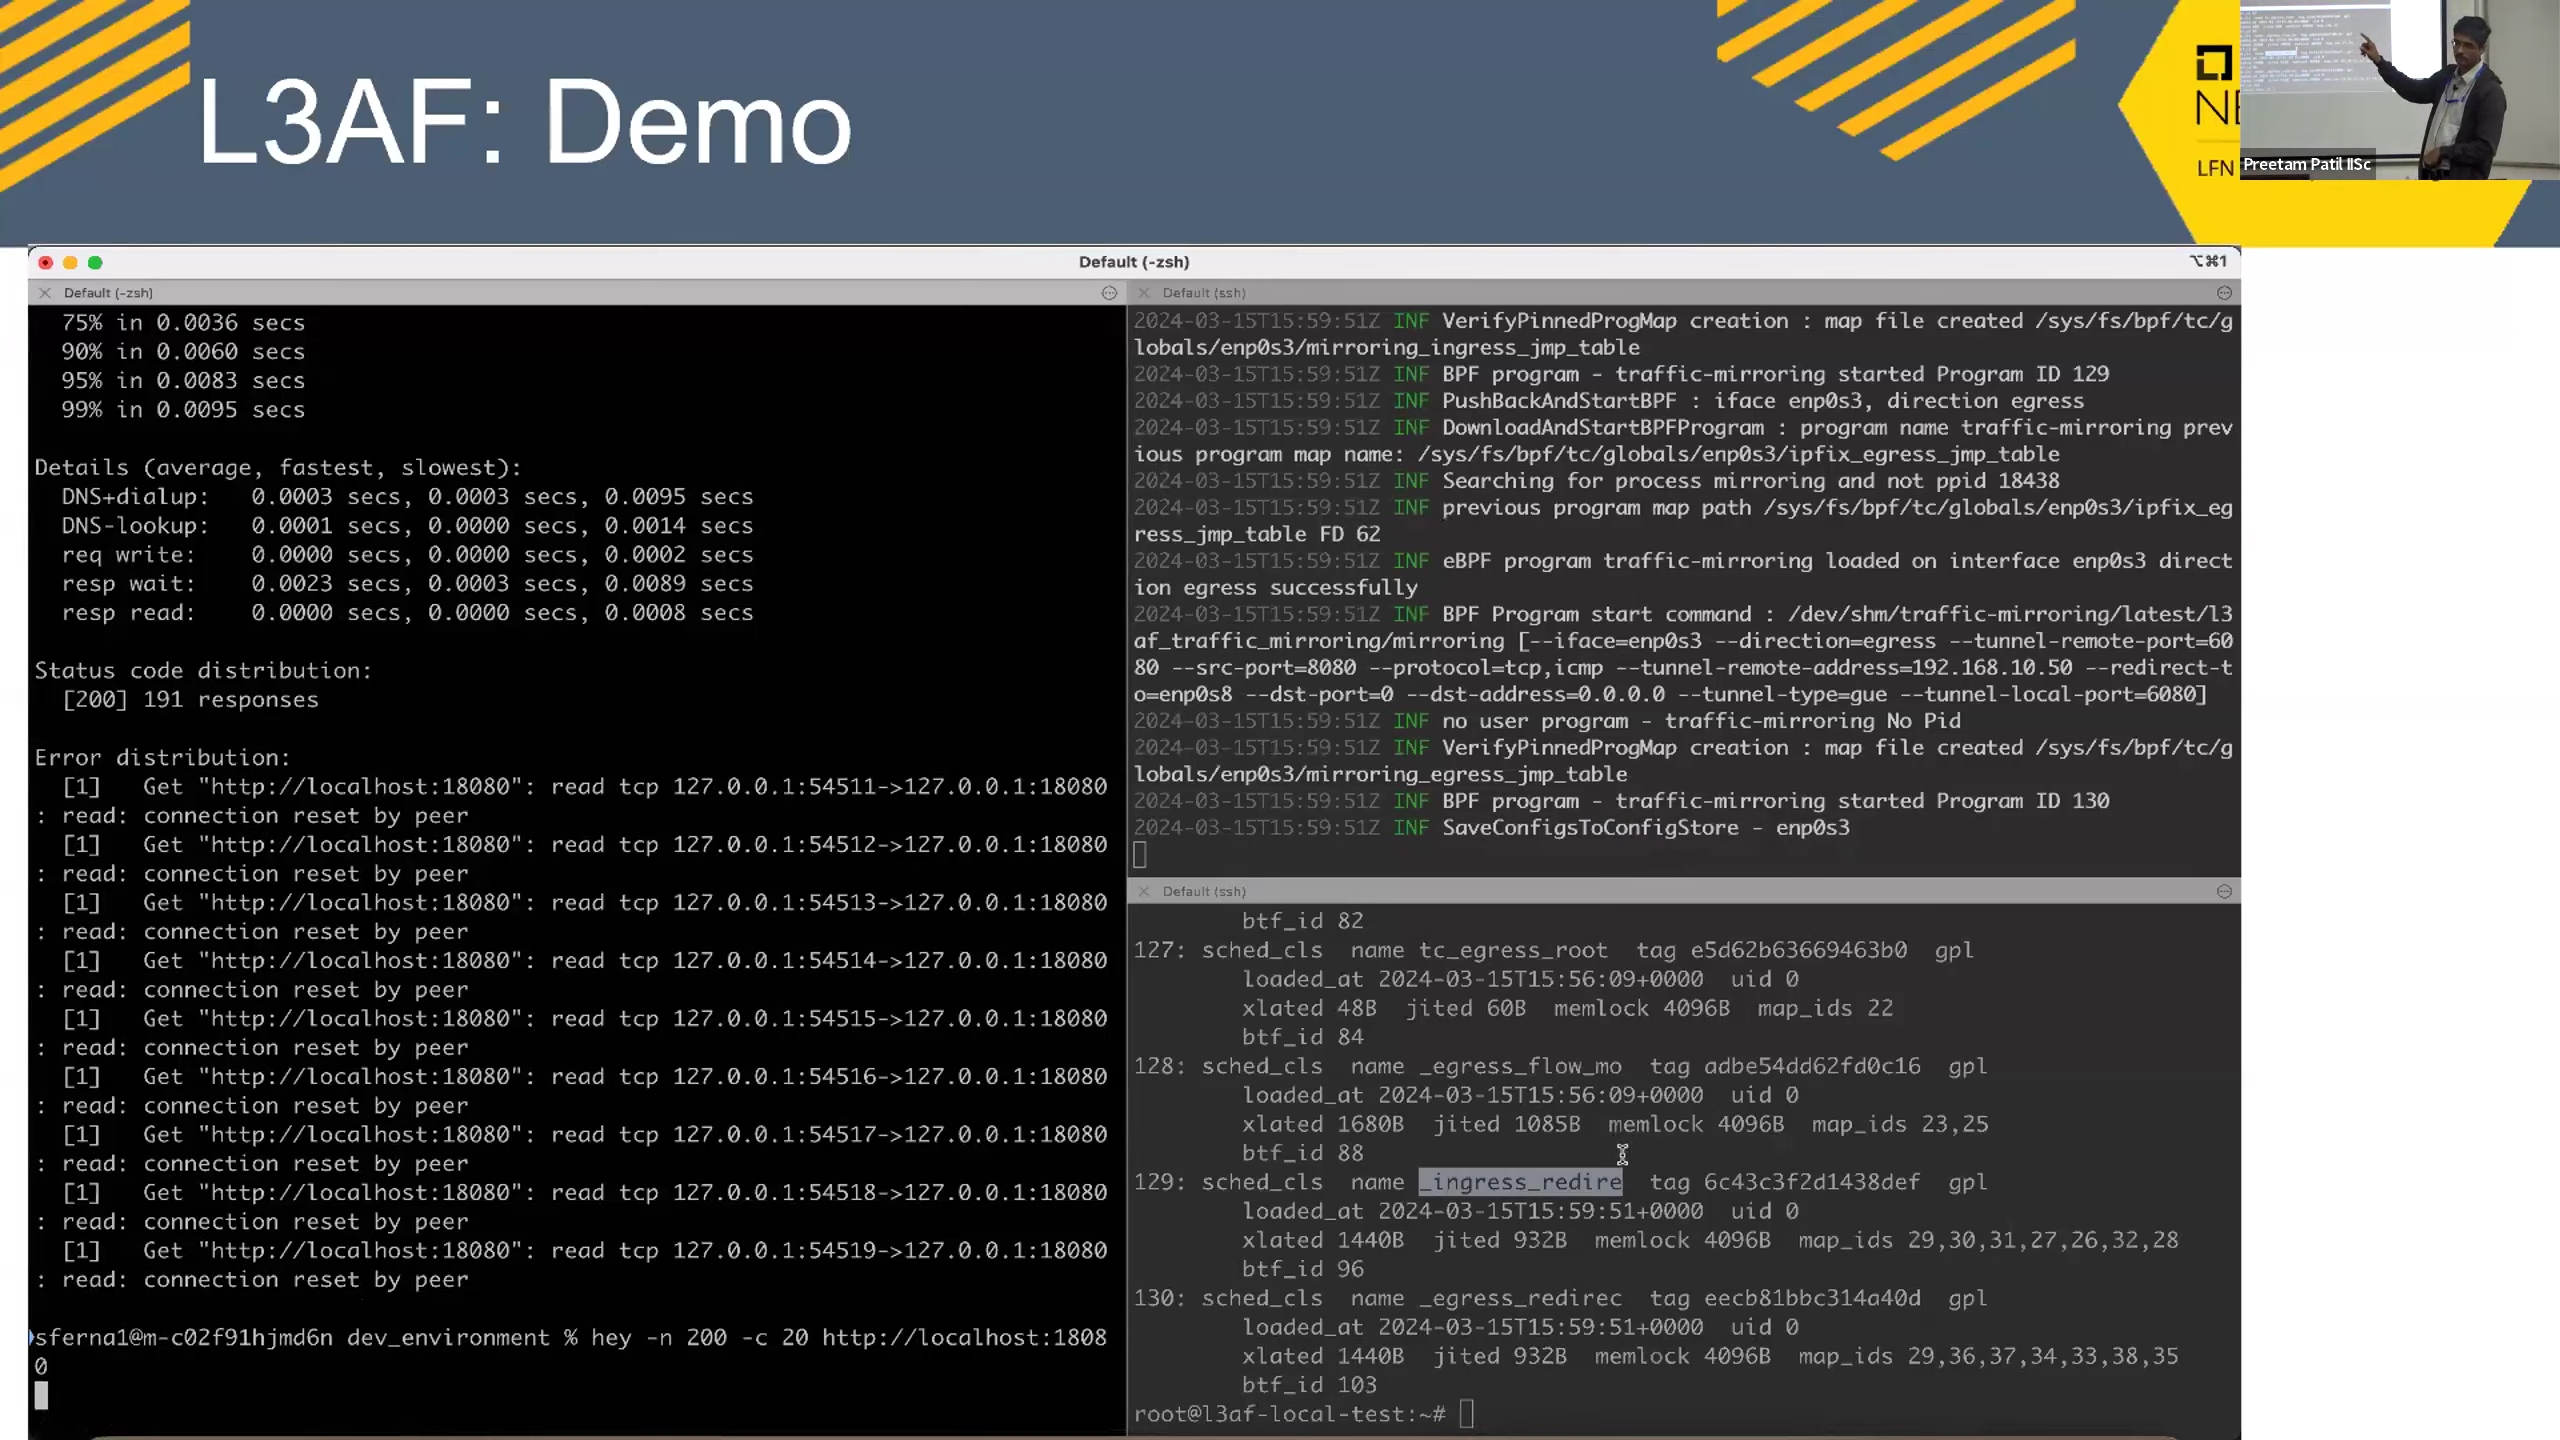 L3AF: Demo
NE
LFN
Preetam Patil IISc
Default (-zsh)
⌥⌘1
Default (-zsh)
75% in 0.0036 secs
90% in 0.0060 secs
95% in 0.0083 secs
99% in 0.0095 secs
Details (average, fastest, slowest):
DNS+dialup: 0.0003 secs, 0.0003 secs, 0.0095 secs
DNS-lookup: 0.0001 secs, 0.0000 secs, 0.0014 secs
req write: 0.0000 secs, 0.0000 secs, 0.0002 secs
resp wait: 0.0023 secs, 0.0003 secs, 0.0089 secs
resp read: 0.0000 secs, 0.0000 secs, 0.0008 secs
Status code distribution:
[200] 191 responses
Error distribution:
[1] Get "http://localhost:18080": read tcp 127.0.0.1:54511->127.0.0.1:18080
: read: connection reset by peer
[1] Get "http://localhost:18080": read tcp 127.0.0.1:54512->127.0.0.1:18080
: read: connection reset by peer
[1] Get "http://localhost:18080": read tcp 127.0.0.1:54513->127.0.0.1:18080
: read: connection reset by peer
[1] Get "http://localhost:18080": read tcp 127.0.0.1:54514->127.0.0.1:18080
: read: connection reset by peer
[1] Get "http://localhost:18080": read tcp 127.0.0.1:54515->127.0.0.1:18080
: read: connection reset by peer
[1] Get "http://localhost:18080": read tcp 127.0.0.1:54516->127.0.0.1:18080
: read: connection reset by peer
[1] Get "http://localhost:18080": read tcp 127.0.0.1:54517->127.0.0.1:18080
: read: connection reset by peer
[1] Get "http://localhost:18080": read tcp 127.0.0.1:54518->127.0.0.1:18080
: read: connection reset by peer
[1] Get "http://localhost:18080": read tcp 127.0.0.1:54519->127.0.0.1:18080
: read: connection reset by peer
sferna1@m-c02f91hjmd6n dev_environment % hey -n 200 -c 20 http://localhost:1808
0
Default (ssh)
2024-03-15T15:59:51Z INF VerifyPinnedProgMap creation : map file created /sys/fs/bpf/tc/g
lobals/enp0s3/mirroring_ingress_jmp_table
2024-03-15T15:59:51Z INF BPF program - traffic-mirroring started Program ID 129
2024-03-15T15:59:51Z INF PushBackAndStartBPF : iface enp0s3, direction egress
2024-03-15T15:59:51Z INF DownloadAndStartBPFProgram : program name traffic-mirroring prev
ious program map name: /sys/fs/bpf/tc/globals/enp0s3/ipfix_egress_jmp_table
2024-03-15T15:59:51Z INF Searching for process mirroring and not ppid 18438
2024-03-15T15:59:51Z INF previous program map path /sys/fs/bpf/tc/globals/enp0s3/ipfix_eg
ress_jmp_table FD 62
2024-03-15T15:59:51Z INF eBPF program traffic-mirroring loaded on interface enp0s3 direct
ion egress successfully
2024-03-15T15:59:51Z INF BPF Program start command : /dev/shm/traffic-mirroring/latest/l3
af_traffic_mirroring/mirroring [--iface=enp0s3 --direction=egress --tunnel-remote-port=60
80 --src-port=8080 --protocol=tcp,icmp --tunnel-remote-address=192.168.10.50 --redirect-t
o=enp0s8 --dst-port=0 --dst-address=0.0.0.0 --tunnel-type=gue --tunnel-local-port=6080]
2024-03-15T15:59:51Z INF no user program - traffic-mirroring No Pid
2024-03-15T15:59:51Z INF VerifyPinnedProgMap creation : map file created /sys/fs/bpf/tc/g
lobals/enp0s3/mirroring_egress_jmp_table
2024-03-15T15:59:51Z INF BPF program - traffic-mirroring started Program ID 130
2024-03-15T15:59:51Z INF SaveConfigsToConfigStore - enp0s3
Default (ssh)
btf_id 82
127: sched_cls name tc_egress_root tag e5d62b63669463b0 gpl
loaded_at 2024-03-15T15:56:09+0000 uid 0
xlated 48B jited 60B memlock 4096B map_ids 22
btf_id 84
128: sched_cls name _egress_flow_mo tag adbe54dd62fd0c16 gpl
loaded_at 2024-03-15T15:56:09+0000 uid 0
xlated 1680B jited 1085B memlock 4096B map_ids 23,25
btf_id 88
129: sched_cls name _ingress_redire tag 6c43c3f2d1438def gpl
loaded_at 2024-03-15T15:59:51+0000 uid 0
xlated 1440B jited 932B memlock 4096B map_ids 29,30,31,27,26,32,28
btf_id 96
130: sched_cls name _egress_redirec tag eecb81bbc314a40d gpl
loaded_at 2024-03-15T15:59:51+0000 uid 0
xlated 1440B jited 932B memlock 4096B map_ids 29,36,37,34,33,38,35
btf_id 103
root@l3af-local-test:~#